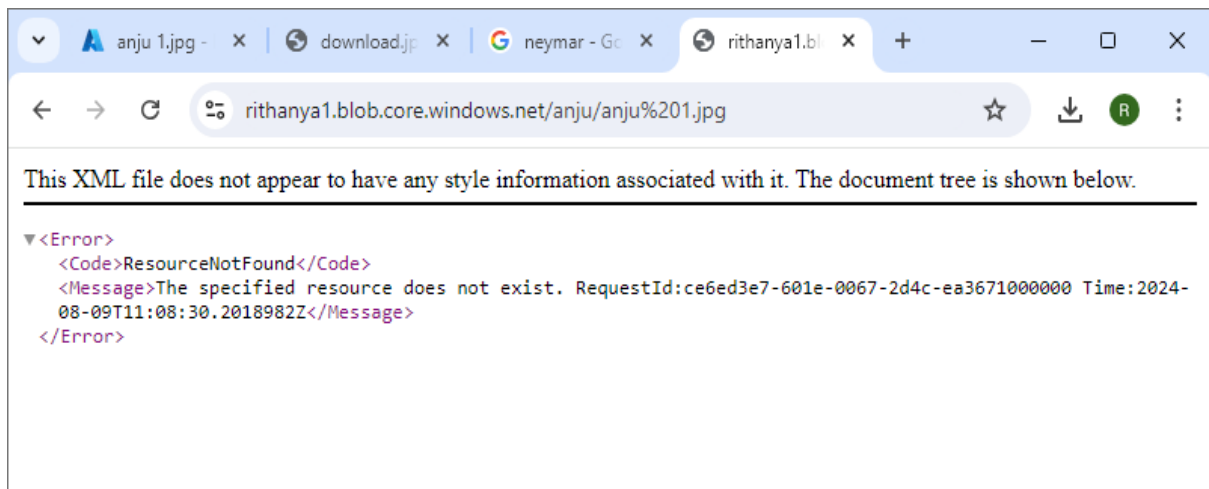 anju 1.jpg -
download.jp
neymar - Go
rithanya1.bl
rithanya1.blob.core.windows.net/anju/anju%201.jpg
R
This XML file does not appear to have any style information associated with it. The document tree is shown below.
▼<Error>
<Code>ResourceNotFound</Code>
<Message>The specified resource does not exist. RequestId:ce6ed3e7-601e-0067-2d4c-ea3671000000 Time:2024-
08-09T11:08:30.2018982Z</Message>
</Error>